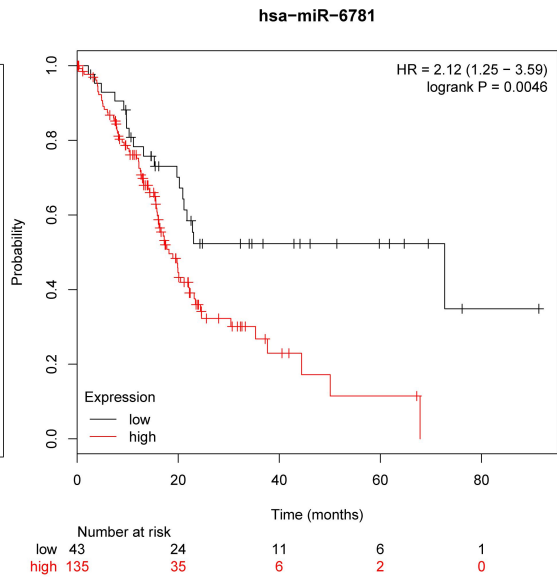 hsa−miR−6781
HR = 2.12 (1.25 − 3.59)
logrank P = 0.0046
Probability
1.0
0.8
0.6
0.4
0.2
0.0
Expression
low
high
0 20 40 60 80
Time (months)
Number at risk
low 43 24 11 6 1
high 135 35 6 2 0